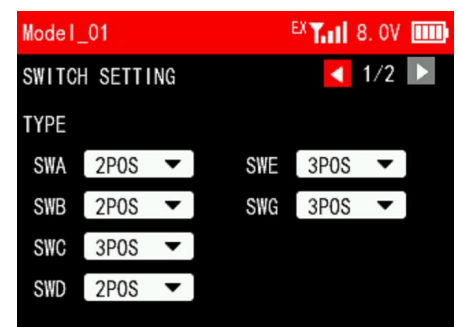 Model_01 EX 8.0V
SWITCH SETTING 1/2
TYPE
SWA 2POS SWE 3POS
SWB 2POS SWG 3POS
SWC 3POS
SWD 2POS